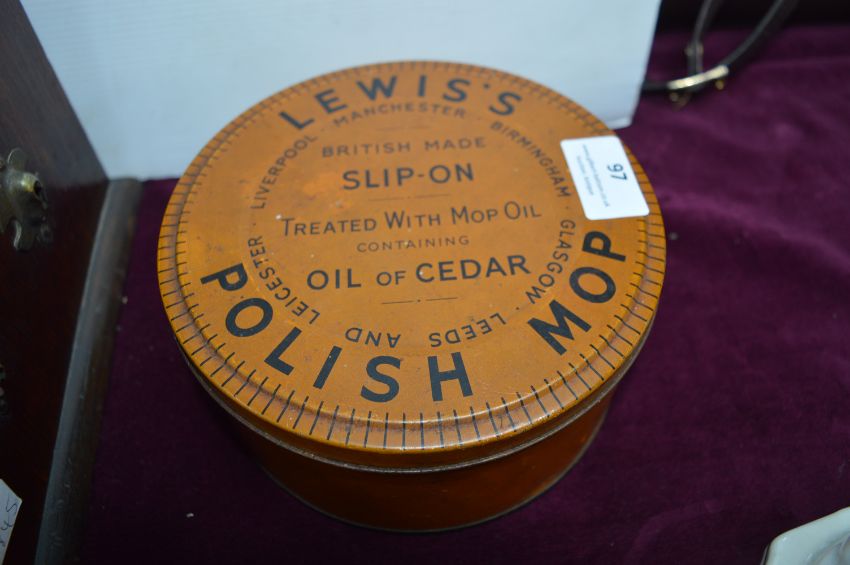 LEWIS'S
LIVERPOOL · MANCHESTER · BIRMINGHAM · GLASGOW · LEEDS AND LEICESTER ·
BRITISH MADE
SLIP-ON
TREATED WITH MOP OIL
CONTAINING
OIL OF CEDAR
POLISH MOP
97